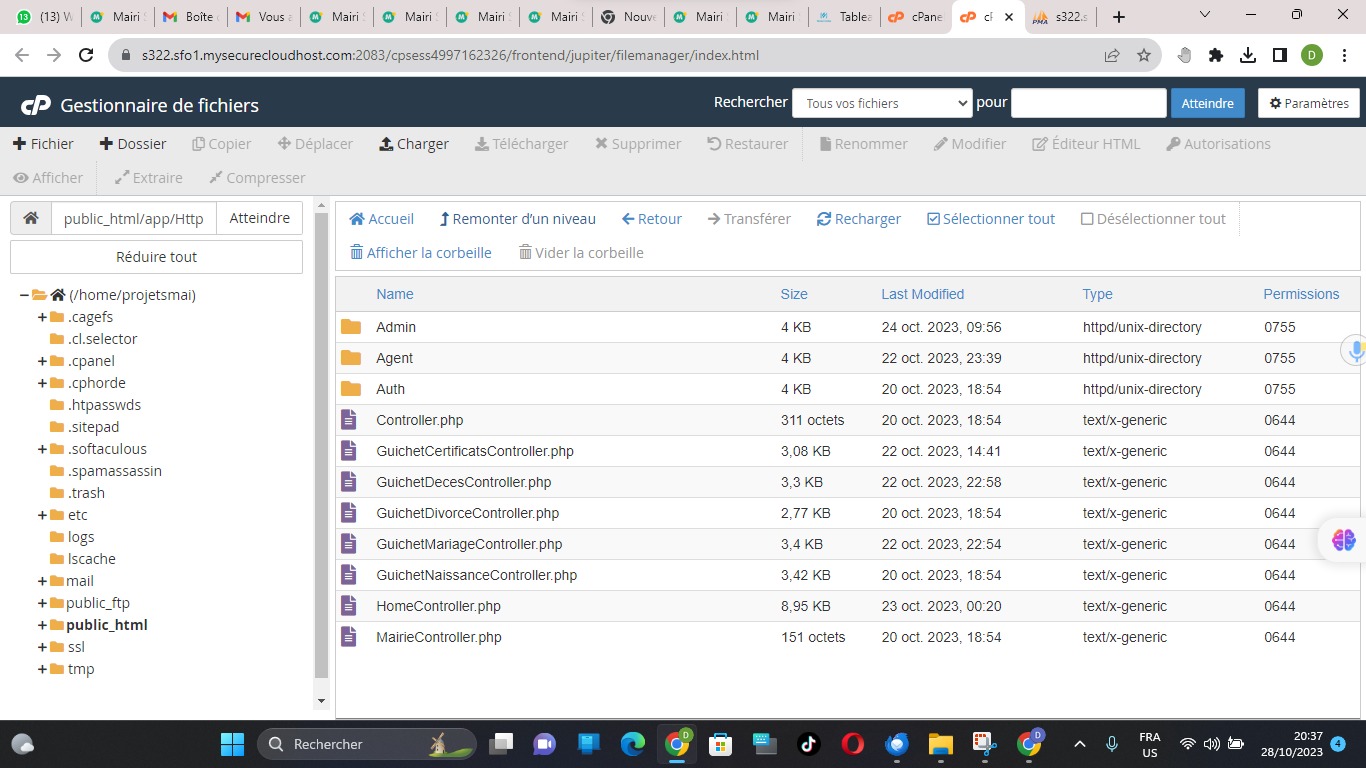 (13) W
Mairi
Boîte
Vous a
Mairi
Mairi
Mairi
Mairi
Nouve
Mairi
Mairi
Tablea
cPane
cP
s322.s
s322.sfo1.mysecurecloudhost.com:2083/cpsess4997162326/frontend/jupiter/filemanager/index.html
D
cP Gestionnaire de fichiers
Rechercher Tous vos fichiers pour Atteindre Paramètres
Fichier Dossier Copier Déplacer Charger Télécharger Supprimer Restaurer Renommer Modifier Éditeur HTML Autorisations
Afficher Extraire Compresser
public_html/app/Http Atteindre
Réduire tout
(/home/projetsmai)
.cagefs
.cl.selector
.cpanel
.cphorde
.htpasswds
.sitepad
.softaculous
.spamassassin
.trash
etc
logs
lscache
mail
public_ftp
public_html
ssl
tmp
Accueil Remonter d’un niveau Retour Transférer Recharger Sélectionner tout Désélectionner tout
Afficher la corbeille Vider la corbeille
Name Size Last Modified Type Permissions
Admin 4 KB 24 oct. 2023, 09:56 httpd/unix-directory 0755
Agent 4 KB 22 oct. 2023, 23:39 httpd/unix-directory 0755
Auth 4 KB 20 oct. 2023, 18:54 httpd/unix-directory 0755
Controller.php 311 octets 20 oct. 2023, 18:54 text/x-generic 0644
GuichetCertificatsController.php 3,08 KB 22 oct. 2023, 14:41 text/x-generic 0644
GuichetDecesController.php 3,3 KB 22 oct. 2023, 22:58 text/x-generic 0644
GuichetDivorceController.php 2,77 KB 20 oct. 2023, 18:54 text/x-generic 0644
GuichetMariageController.php 3,4 KB 22 oct. 2023, 22:54 text/x-generic 0644
GuichetNaissanceController.php 3,42 KB 20 oct. 2023, 18:54 text/x-generic 0644
HomeController.php 8,95 KB 23 oct. 2023, 00:20 text/x-generic 0644
MairieController.php 151 octets 20 oct. 2023, 18:54 text/x-generic 0644
Rechercher
FRA
US
20:37
28/10/2023
4